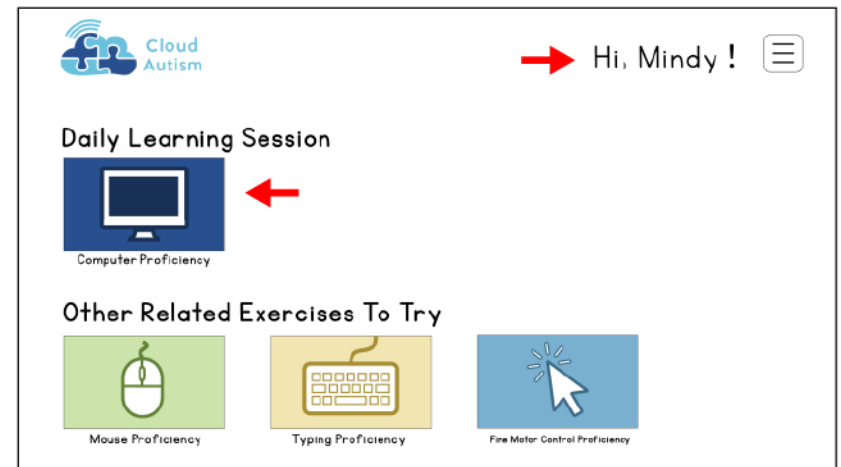 Cloud
Autism
Hi, Mindy !
Daily Learning Session
Computer Proficiency
Other Related Exercises To Try
Mouse Proficiency
Typing Proficiency
Fine Motor Control Proficiency